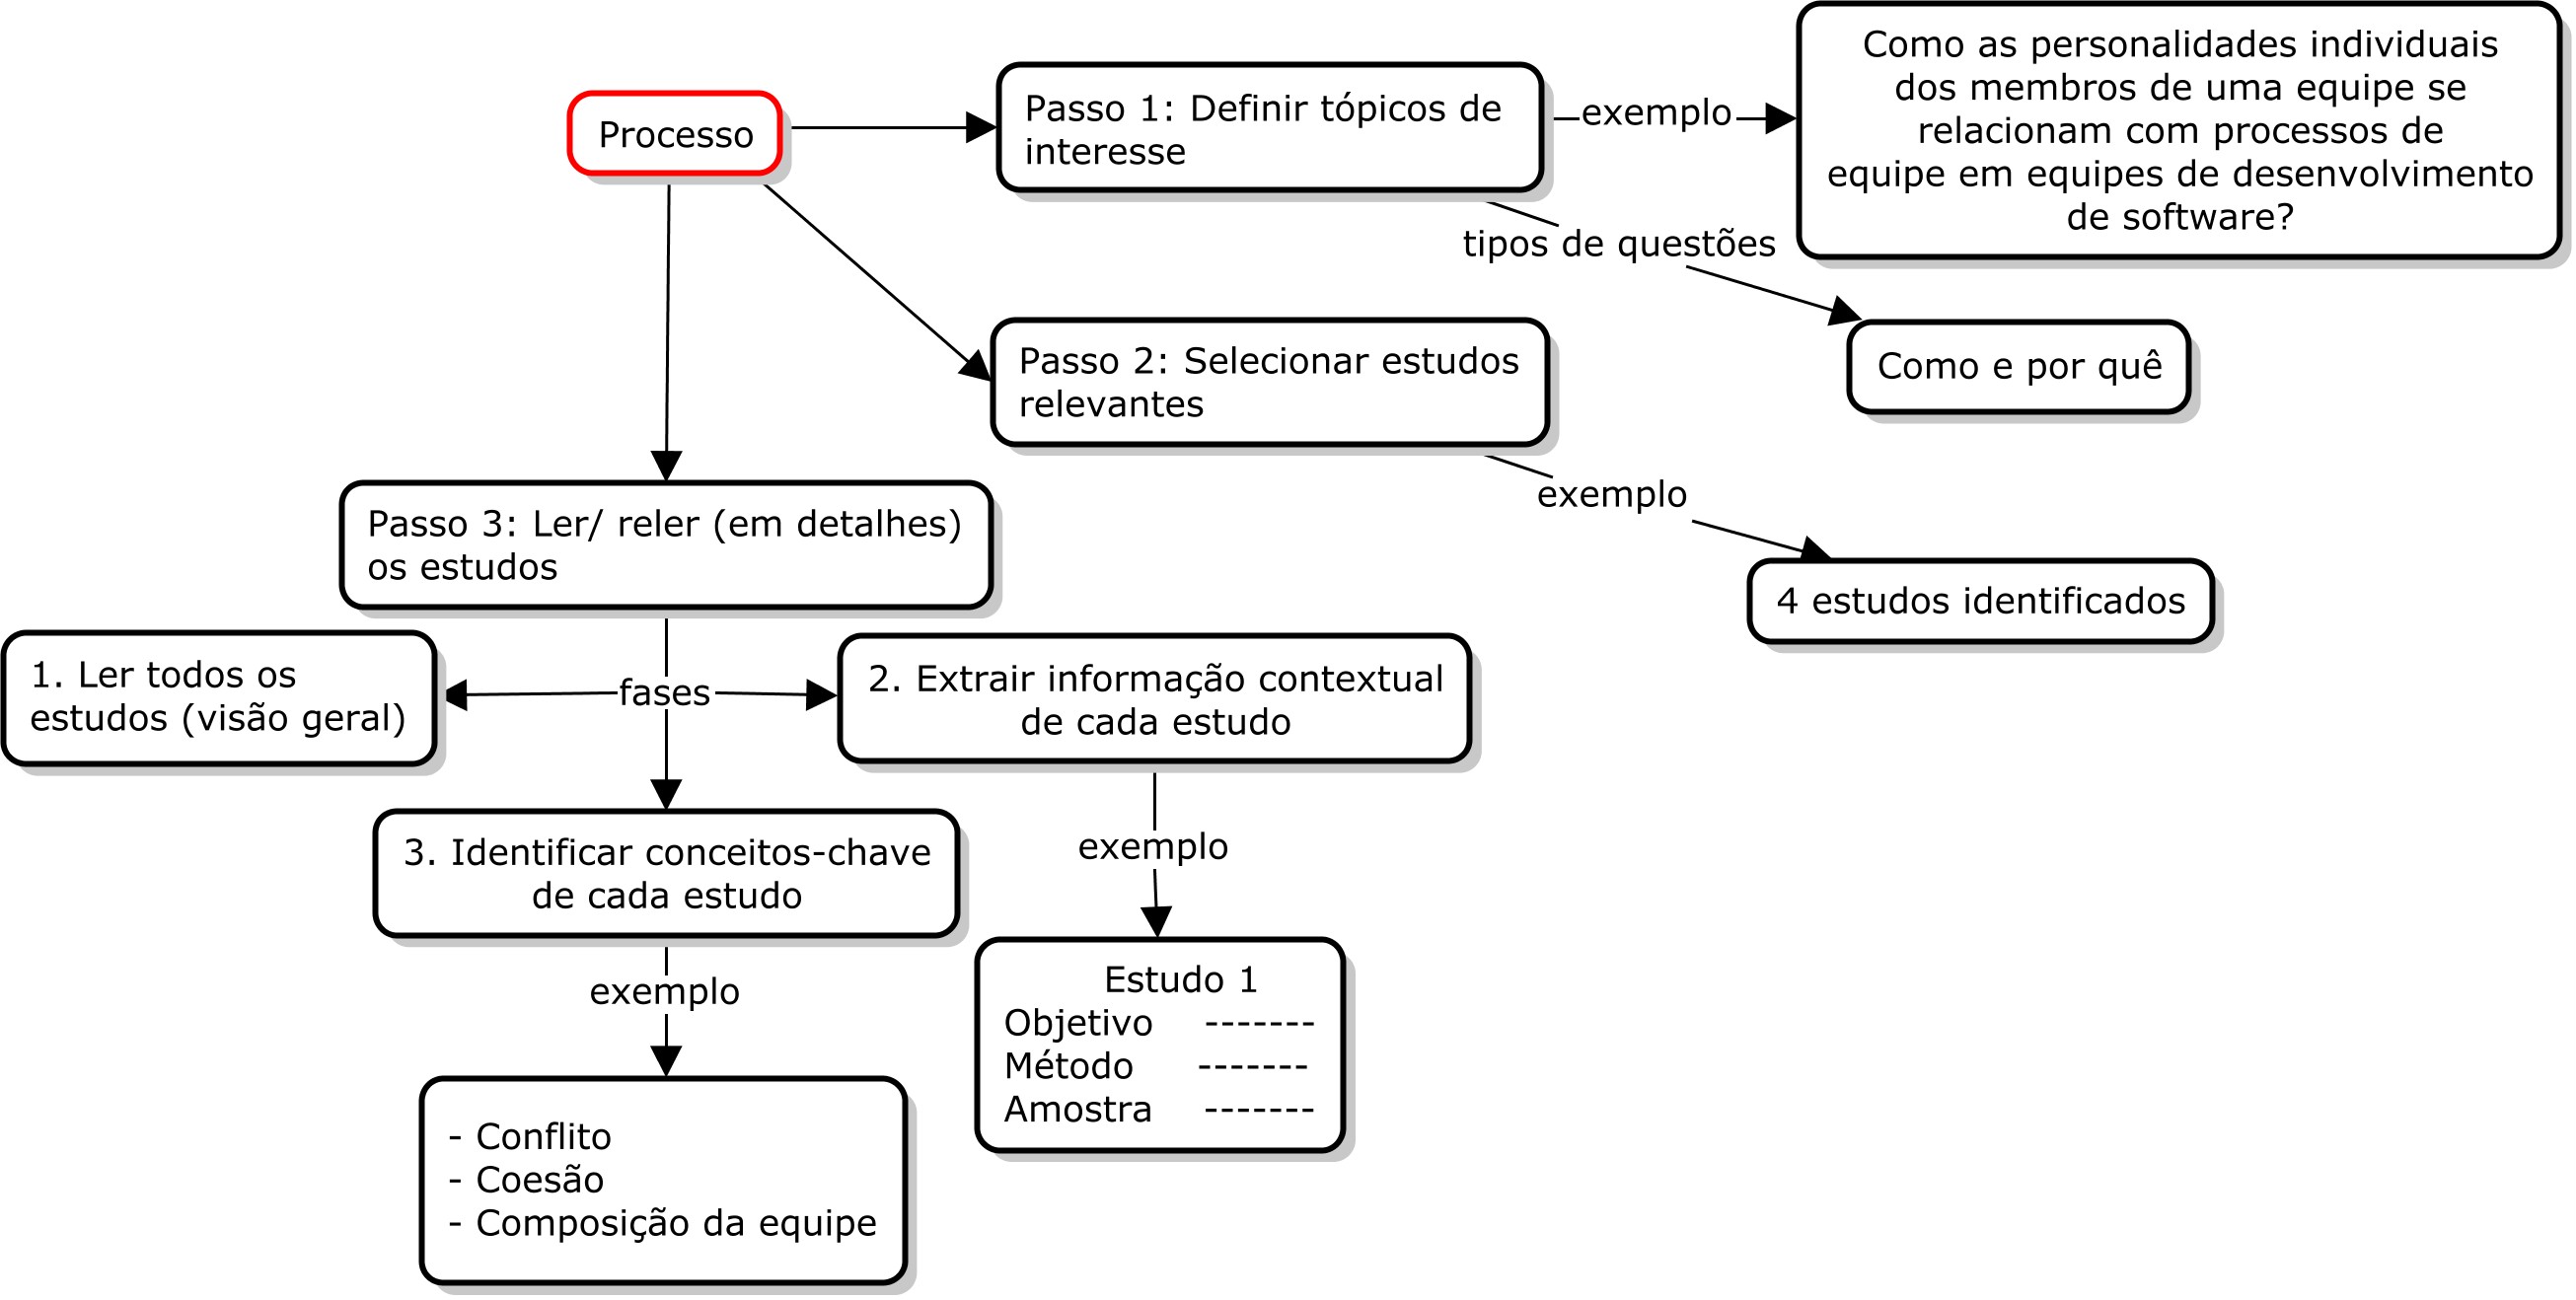 Processo
Passo 1: Definir tópicos de
interesse
exemplo
Como as personalidades individuais
dos membros de uma equipe se
relacionam com processos de
equipe em equipes de desenvolvimento
de software?
tipos de questões
Como e por quê
Passo 2: Selecionar estudos
relevantes
exemplo
4 estudos identificados
Passo 3: Ler/ reler (em detalhes)
os estudos
fases
1. Ler todos os
estudos (visão geral)
2. Extrair informação contextual
de cada estudo
exemplo
Estudo 1
Objetivo -------
Método -------
Amostra -------
3. Identificar conceitos-chave
de cada estudo
exemplo
- Conflito
- Coesão
- Composição da equipe